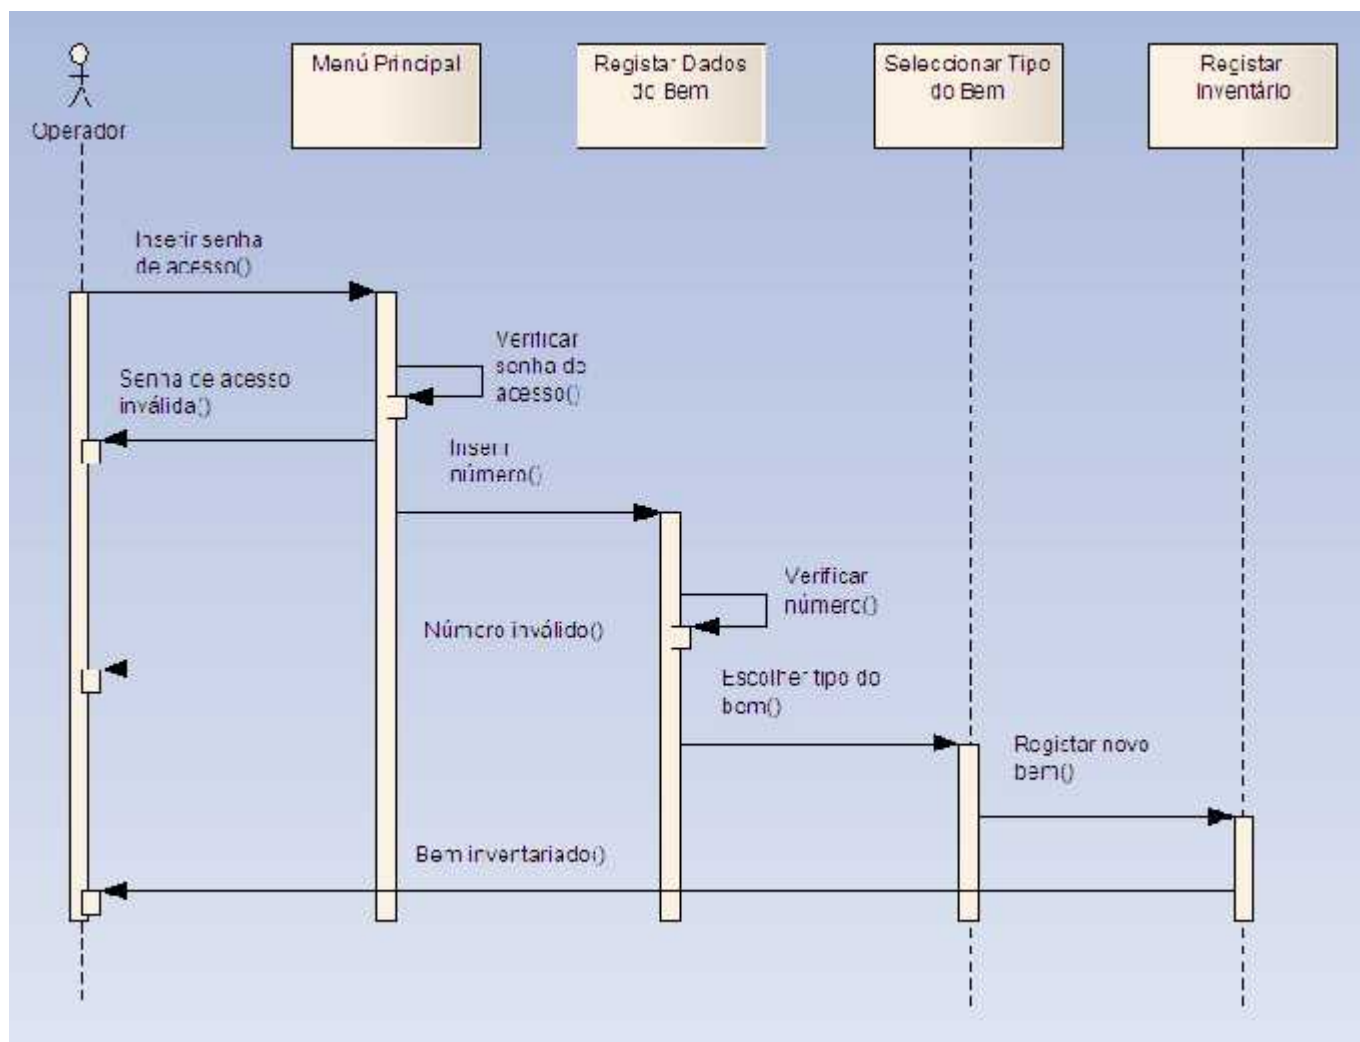 Operador
Menú Principal
Registar Dados
do Bem
Seleccionar Tipo
do Bem
Registar
Inventário
Inserir senha
de acesso()
Verificar
senha de
acesso()
Senha de acesso
inválida()
Inserir
número()
Verificar
número()
Número inválido()
Escolher tipo do
bem()
Registar novo
bem()
Bem inventariado()